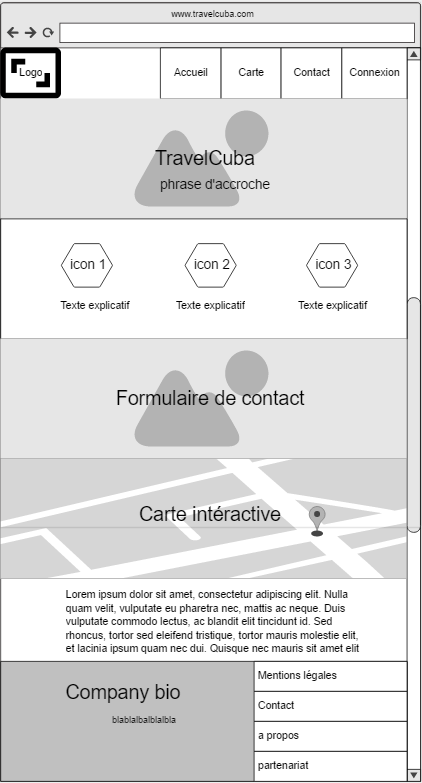 www.travelcuba.com
Logo
Accueil
Carte
Contact
Connexion
TravelCuba
phrase d'accroche
icon 1
icon 2
icon 3
Texte explicatif
Texte explicatif
Texte explicatif
Formulaire de contact
Carte intéractive
Lorem ipsum dolor sit amet, consectetur adipiscing elit. Nulla
quam velit, vulputate eu pharetra nec, mattis ac neque. Duis
vulputate commodo lectus, ac blandit elit tincidunt id. Sed
rhoncus, tortor sed eleifend tristique, tortor mauris molestie elit,
et lacinia ipsum quam nec dui. Quisque nec mauris sit amet elit
Company bio
blablalbalblalbla
Mentions légales
Contact
a propos
partenariat